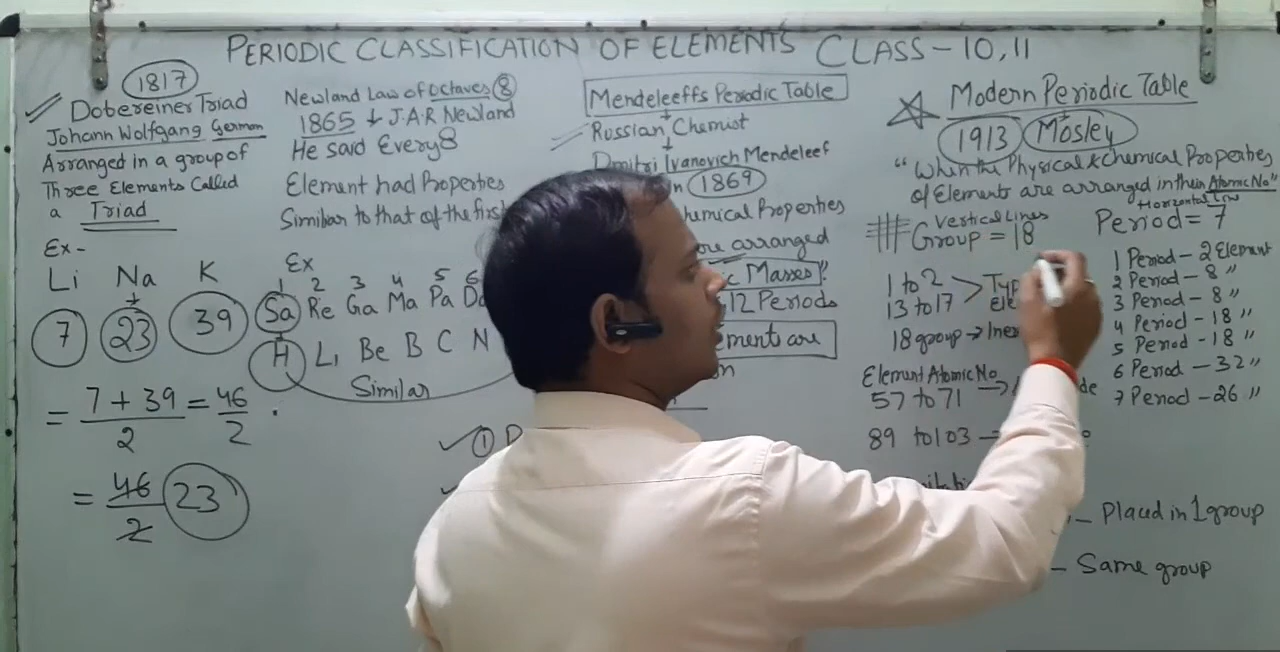 PERIODIC CLASSIFICATION OF ELEMENTS CLASS - 10, 11
1817
Dobereiner Triad
Johann Wolfgang German
Arranged in a group of
Three Elements Called
a Triad
Ex-
Li Na K
7 23 39
= 7 + 39 / 2 = 46 / 2
= 46 / 2 23
Newland Law of Octaves 8
1865 ↓ J.A.R Newland
He said Every 8
Element had Properties
Similar to that of the first
Ex
1 2 3 4 5 6
Sa Re Ga Ma Pa
H Li Be B C N
Similar
1
Mendeleeffs Periodic Table
Russian Chemist
Dmitri Ivanovich Mendeleef
1869
hemical Properties
are arranged
Masses"
12 Periods
ments are
Modern Periodic Table
1913 Mosley
"When the Physical & Chemical Properties
of Elements are arranged in their Atomic No"
Vertical Lines
Group = 18
1 to 2
13 to 17
18 group →
Element Atomic No
57 to 71 →
89 to 103 →
Horizontal Line
Period = 7
1 Period - 2 Element
2 Period - 8 "
3 Period - 8 "
4 Period - 18 "
5 Period - 18 "
6 Period - 32 "
7 Period - 26 "
- Placed in 1 group
- Same group